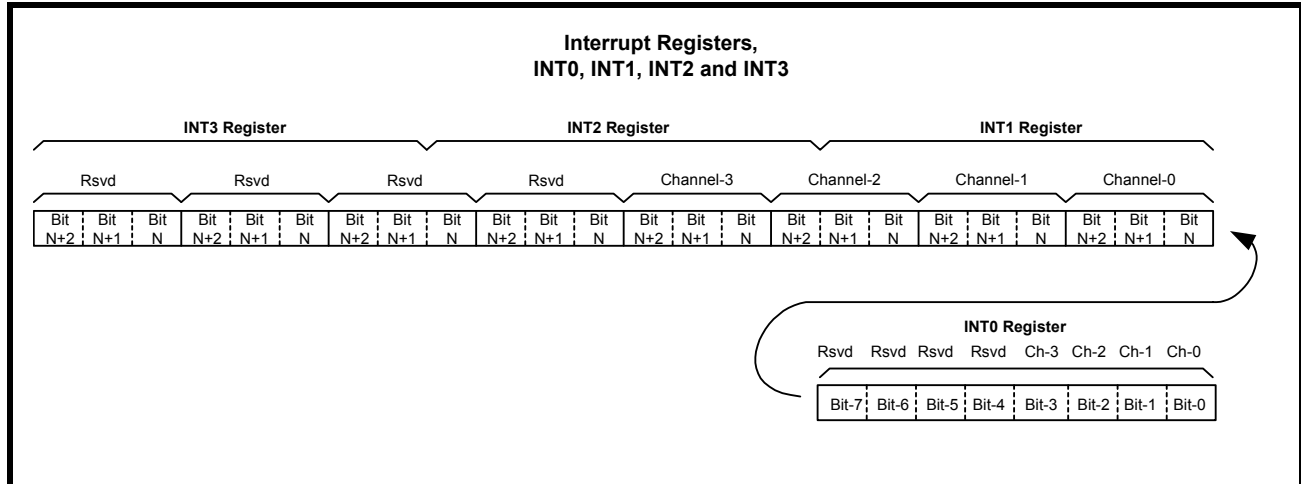 Interrupt Registers,
INT0, INT1, INT2 and INT3
INT3 Register INT2 Register INT1 Register
Rsvd Rsvd Rsvd Rsvd Channel-3 Channel-2 Channel-1 Channel-0
Bit Bit Bit Bit Bit Bit Bit Bit Bit Bit Bit Bit Bit Bit Bit Bit Bit Bit Bit Bit Bit Bit Bit Bit
N+2 N+1 N N+2 N+1 N N+2 N+1 N N+2 N+1 N N+2 N+1 N N+2 N+1 N N+2 N+1 N N+2 N+1 N
INT0 Register
Rsvd Rsvd Rsvd Rsvd Ch-3 Ch-2 Ch-1 Ch-0
Bit-7 Bit-6 Bit-5 Bit-4 Bit-3 Bit-2 Bit-1 Bit-0